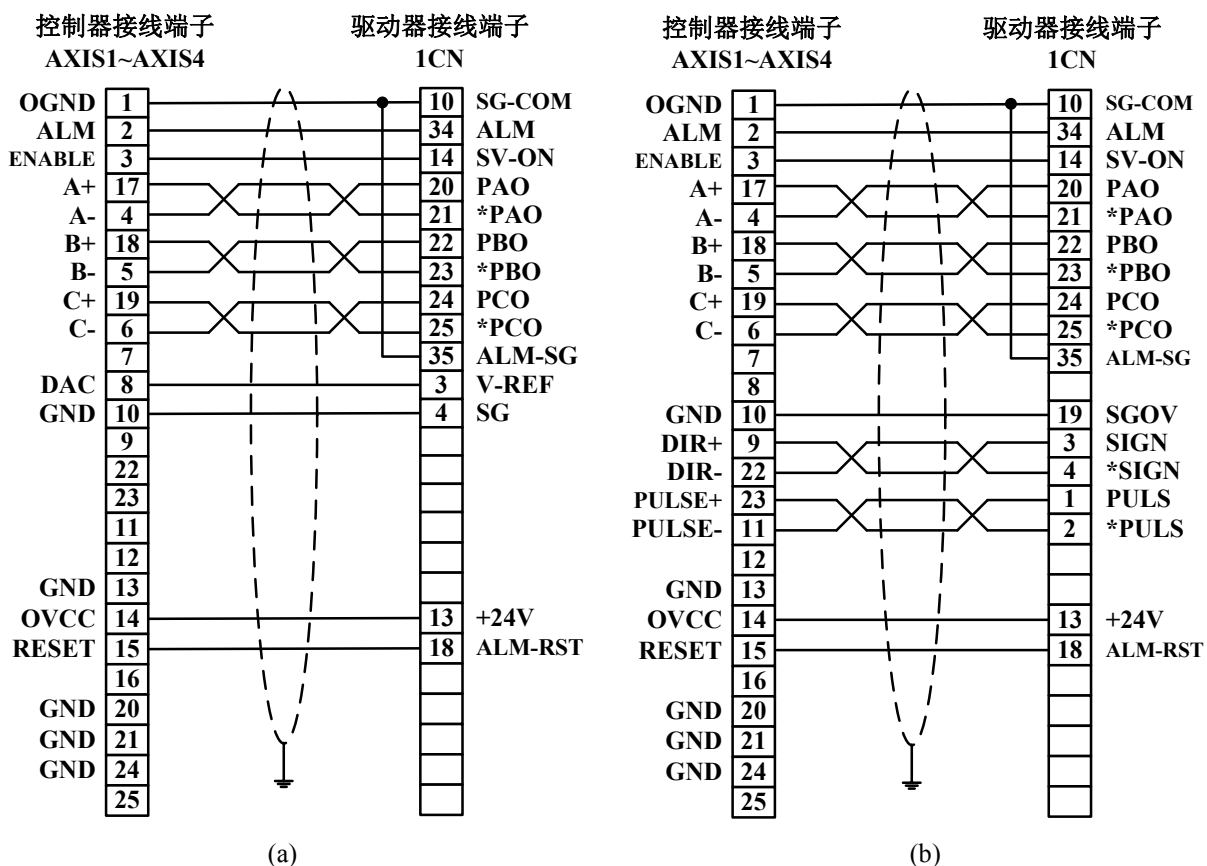 控制器接线端子 驱动器接线端子
AXIS1~AXIS4 1CN
OGND 1 10 SG-COM
ALM 2 34 ALM
ENABLE 3 14 SV-ON
A+ 17 20 PAO
A- 4 21 *PAO
B+ 18 22 PBO
B- 5 23 *PBO
C+ 19 24 PCO
C- 6 25 *PCO
7 35 ALM-SG
DAC 8 3 V-REF
GND 10 4 SG
9
22
23
11
12
GND 13
OVCC 14 13 +24V
RESET 15 18 ALM-RST
16
GND 20
GND 21
GND 24
25
(a)
控制器接线端子 驱动器接线端子
AXIS1~AXIS4 1CN
OGND 1 10 SG-COM
ALM 2 34 ALM
ENABLE 3 14 SV-ON
A+ 17 20 PAO
A- 4 21 *PAO
B+ 18 22 PBO
B- 5 23 *PBO
C+ 19 24 PCO
C- 6 25 *PCO
7 35 ALM-SG
8
GND 10 19 SGOV
DIR+ 9 3 SIGN
DIR- 22 4 *SIGN
PULSE+ 23 1 PULS
PULSE- 11 2 *PULS
12
GND 13
OVCC 14 13 +24V
RESET 15 18 ALM-RST
16
GND 20
GND 21
GND 24
25
(b)